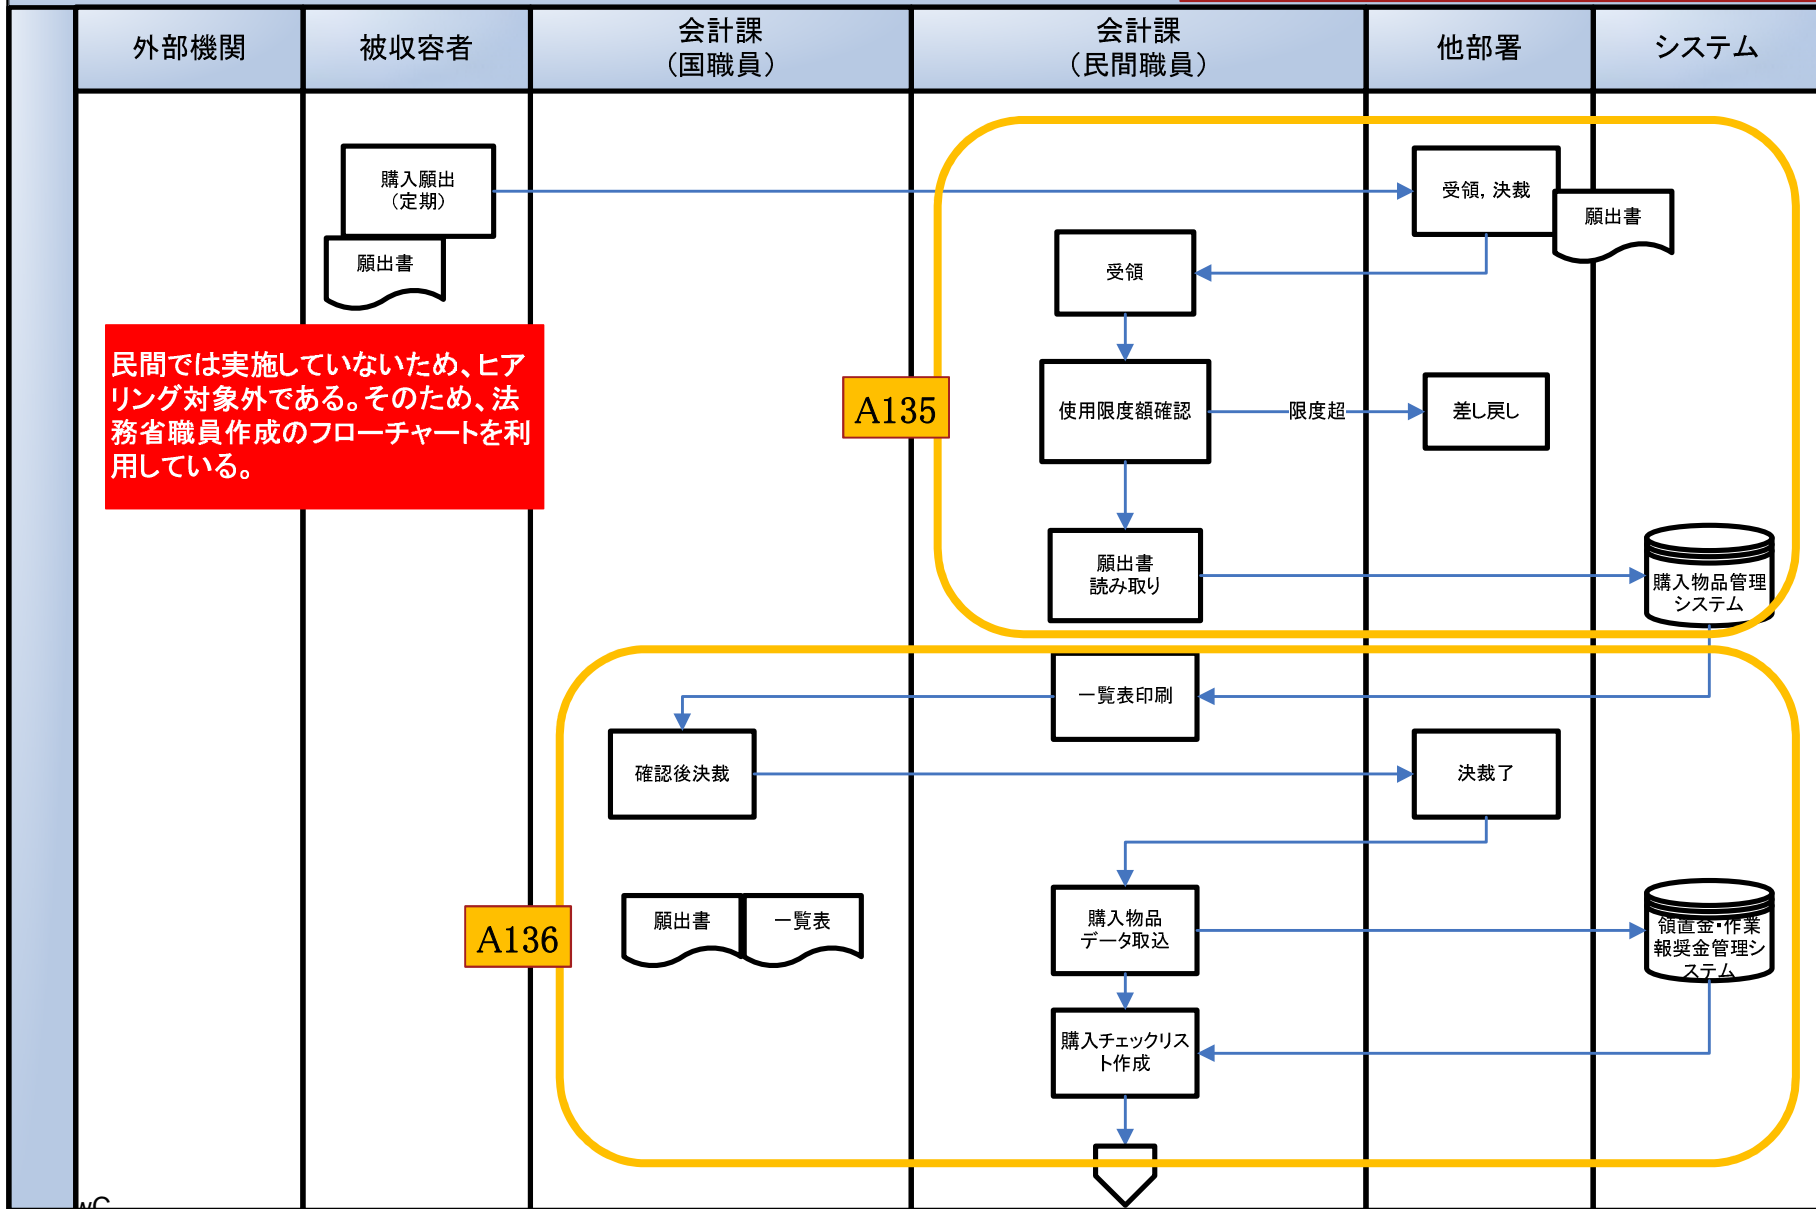 外部機関
被収容者
会計課
（国職員）
会計課
（民間職員）
他部署
システム
購入願出
（定期）
願出書
受領，決裁
願出書
受領
民間では実施していないため、ヒア
リング対象外である。そのため、法
務省職員作成のフローチャートを利
用している。
A135
使用限度額確認
限度超
差し戻し
願出書
読み取り
購入物品管理
システム
一覧表印刷
確認後決裁
決裁了
A136
願出書
一覧表
購入物品
データ取込
領置金・作業
報奨金管理シ
ステム
購入チェックリス
ト作成